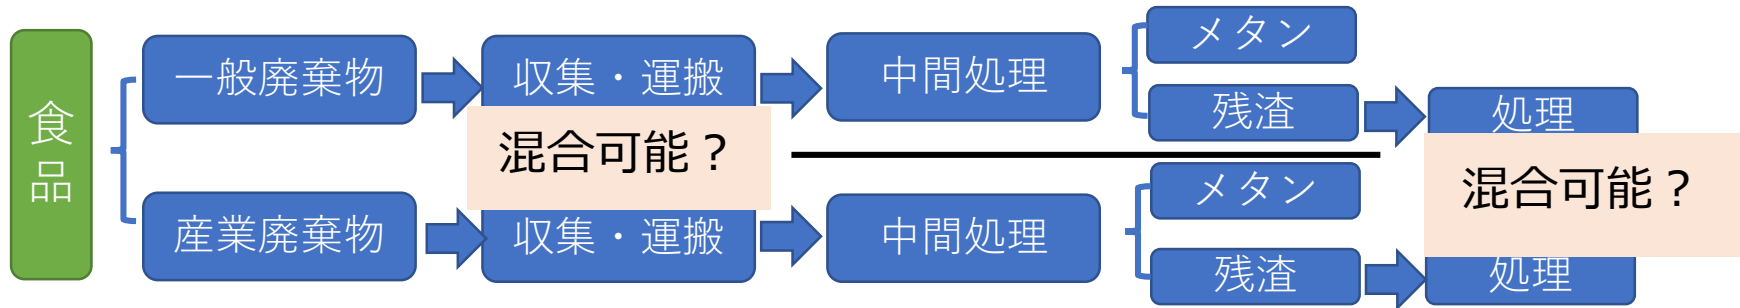 食品
一般廃棄物
収集・運搬
中間処理
メタン
残渣
処理
混合可能？
混合可能？
産業廃棄物
収集・運搬
中間処理
メタン
残渣
処理